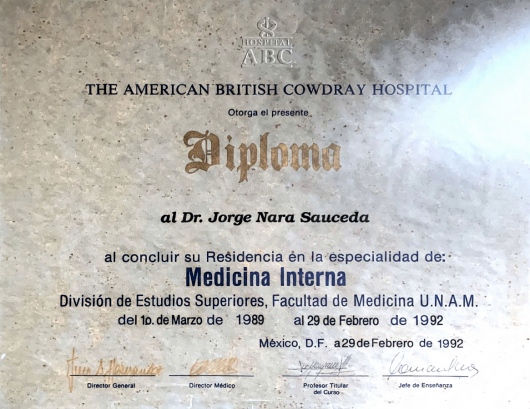 HOSPITAL
ABC
THE AMERICAN BRITISH COWDRAY HOSPITAL
Otorga el presente
Diploma
al Dr. Jorge Nara Sauceda
al concluir su Residencia en la especialidad de:
Medicina Interna
División de Estudios Superiores, Facultad de Medicina U.N.A.M.
del 1o. de Marzo de 1989 al 29 de Febrero de 1992
México, D.F. a 29 de Febrero de 1992
Director General Director Médico Profesor Titular del Curso Jefe de Enseñanza